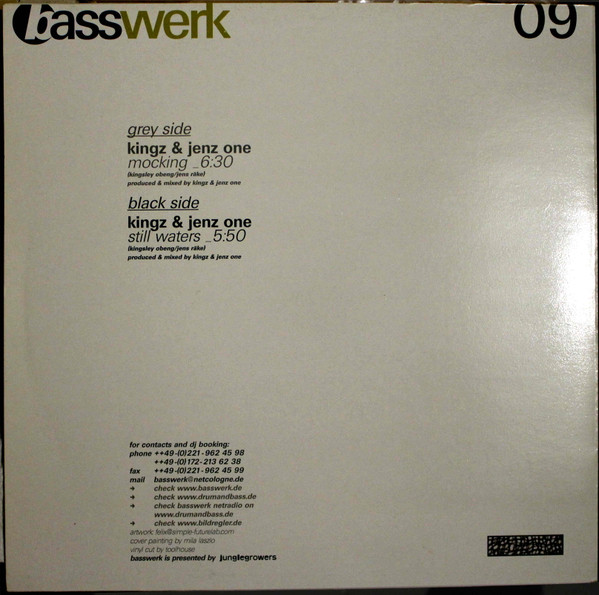 basswerk
09
grey side
kingz & jenz one
mocking _6:30
(kingsley obeng/jens räke)
produced & mixed by kingz & jenz one
black side
kingz & jenz one
still waters _5:50
(kingsley obeng/jens räke)
produced & mixed by kingz & jenz one
for contacts and dj booking:
phone ++49-(0)221-962 45 98
++49-(0)172-213 62 38
fax ++49-(0)221-962 45 99
mail basswerk@netcologne.de
➔ check www.basswerk.de
➔ check www.drumandbass.de
➔ check basswerk netradio on
www.drumandbass.de
➔ check www.bildregler.de
artwork: felix@simple-futurelab.com
cover painting by mila laszlo
vinyl cut by toolhouse
basswerk is presented by junglegrowers